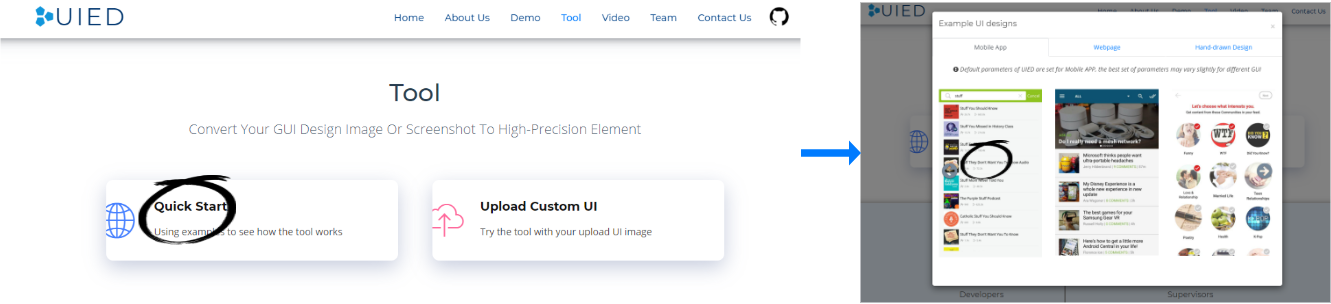 UIED
Home About Us Demo Tool Video Team Contact Us
Tool
Convert Your GUI Design Image Or Screenshot To High-Precision Element
Quick Start
Using examples to see how the tool works
Upload Custom UI
Try the tool with your upload UI image
UIED
Home About Us Demo Tool Video Team Contact Us
Example UI designs
×
Mobile App Webpage Hand-drawn Design
Default parameters of UIED are set for Mobile APP, the best set of parameters may vary slightly for different GUI
stuff
Stuff You Should Know
Stuff You Missed in History Class
Stuff They Don't Want You To Know Audio
The Purple Stuff Podcast
Catholic Stuff You Should Know
Stuff They Don't Want You To Know
ALL
Do I really need a mesh network?
Microsoft thinks people want ultra-portable headaches
My Disney Experience is a whole new experience in new update
The best games for your Samsung Gear VR
Here's how to get a little more Android Central in your life!
Let's choose what interests you.
Funny WTF Did You Know?
Love & Relationship Married Life Teen Relationships
Health
Developers Supervisors